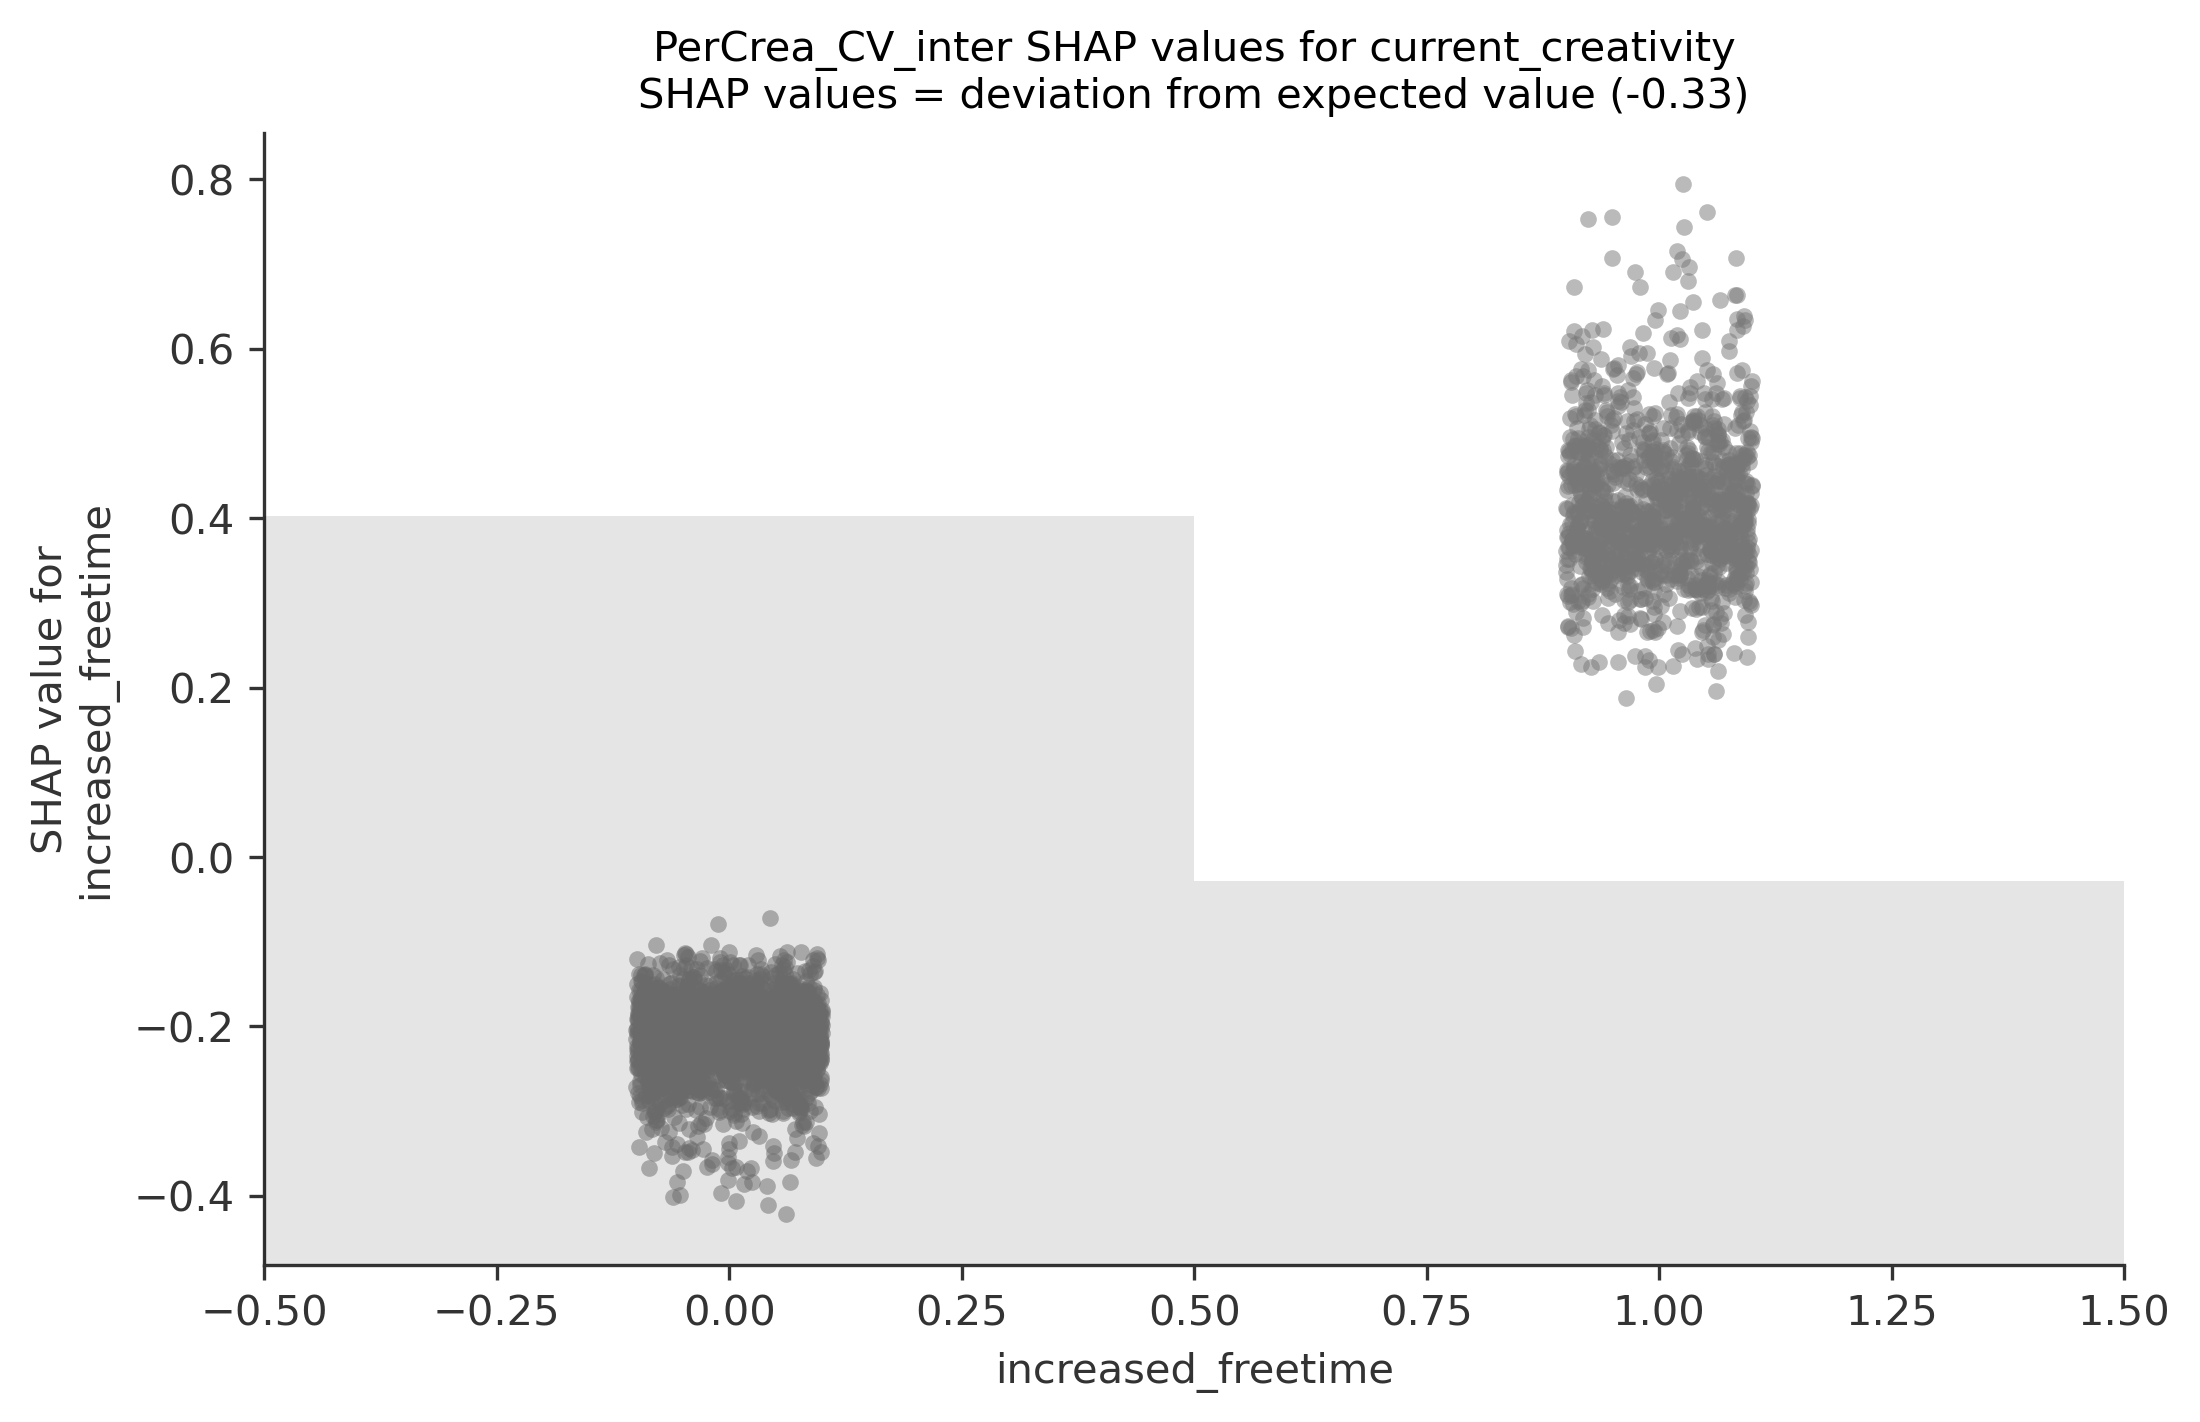 PerCrea_CV_inter SHAP values for current_creativity
SHAP values = deviation from expected value (-0.33)
SHAP value for
increased_freetime
0.8
0.6
0.4
0.2
0.0
−0.2
−0.4
−0.50 −0.25 0.00 0.25 0.50 0.75 1.00 1.25 1.50
increased_freetime